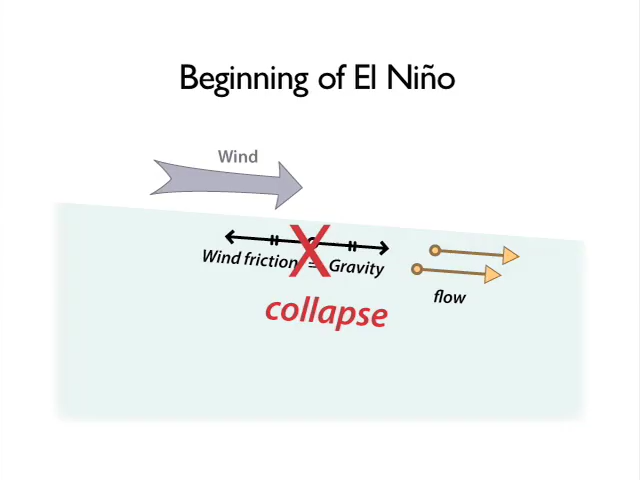 Beginning of El Niño
Wind
Wind friction = Gravity
X
flow
collapse